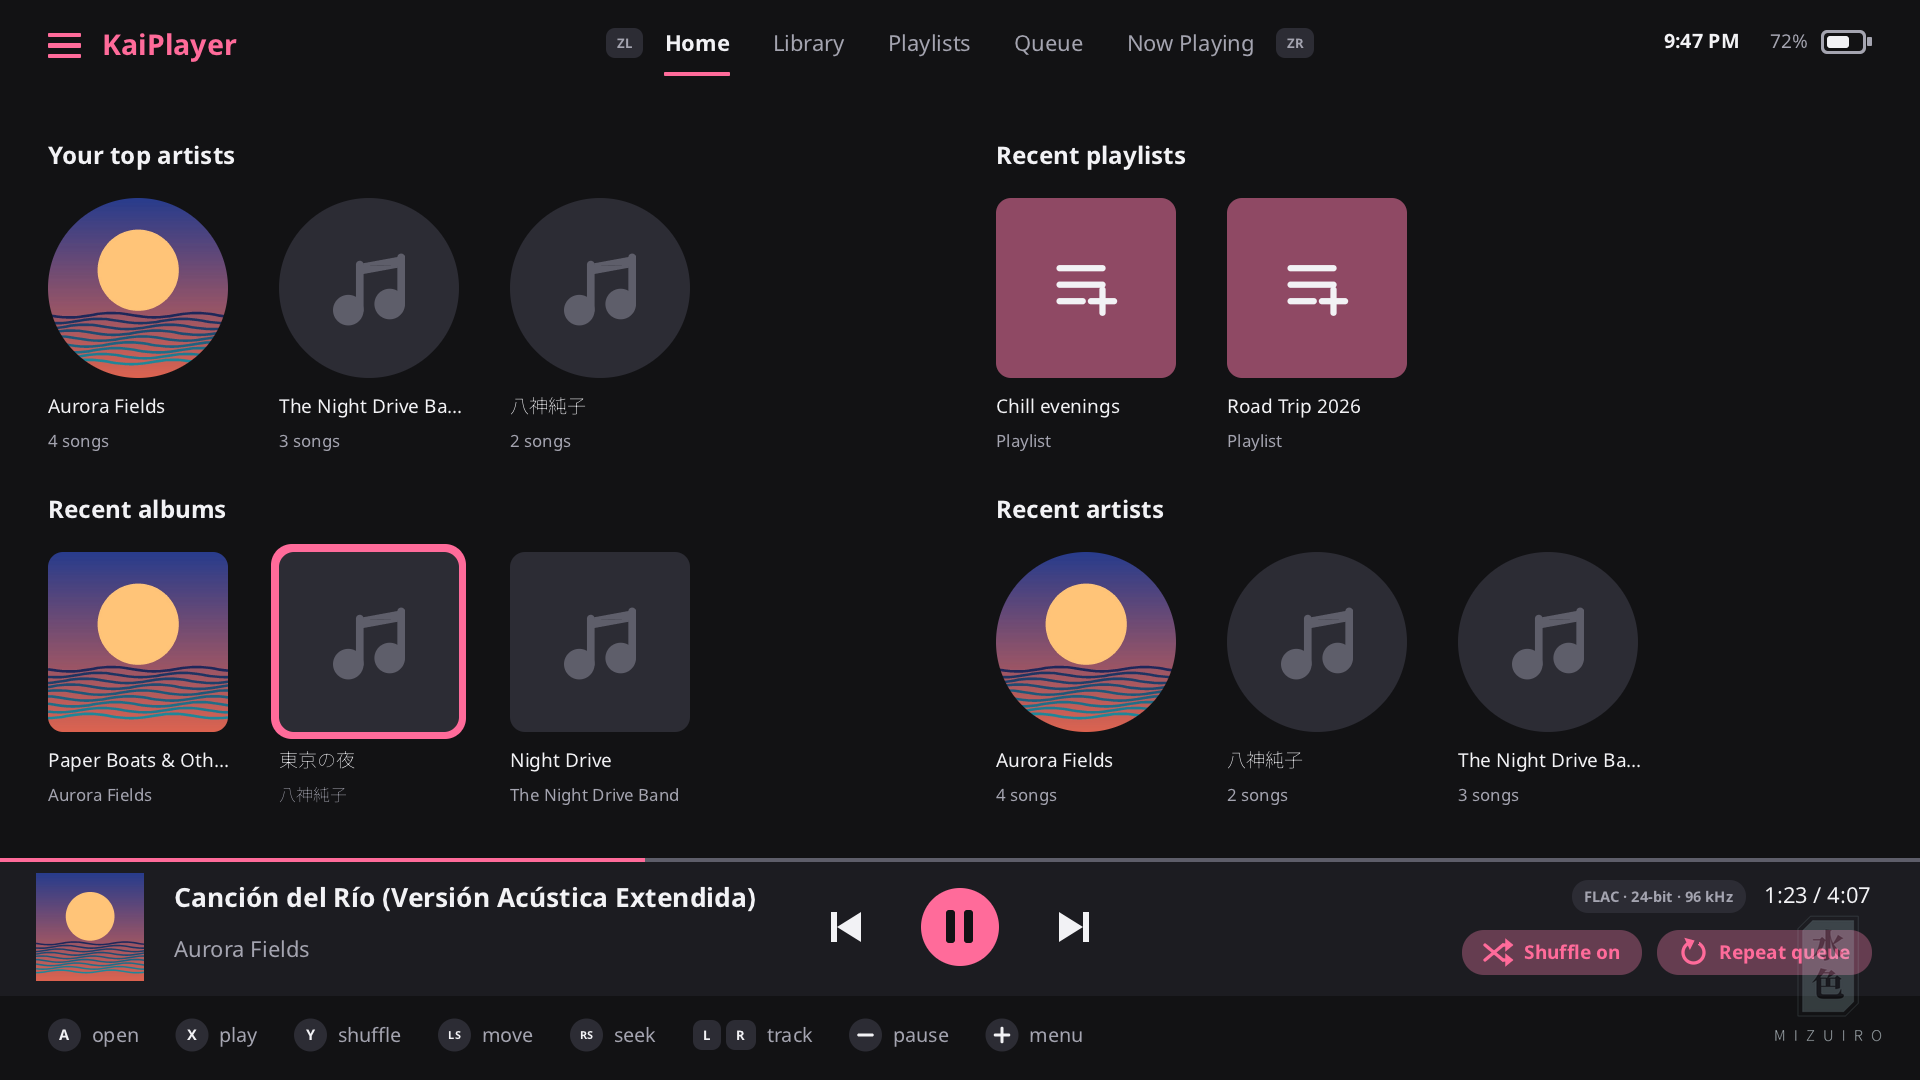 KaiPlayer
ZL Home Library Playlists Queue Now Playing ZR
9:47 PM 72%
Your top artists
Aurora Fields
4 songs
The Night Drive Ba...
3 songs
八神純子
2 songs
Recent playlists
Chill evenings
Playlist
Road Trip 2026
Playlist
Recent albums
Paper Boats & Oth...
Aurora Fields
東京の夜
八神純子
Night Drive
The Night Drive Band
Recent artists
Aurora Fields
4 songs
八神純子
2 songs
The Night Drive Ba...
3 songs
Canción del Río (Versión Acústica Extendida)
Aurora Fields
FLAC · 24-bit · 96 kHz
1:23 / 4:07
Shuffle on
Repeat queue
水色
MIZUIRO
A open X play Y shuffle LS move RS seek L R track pause menu